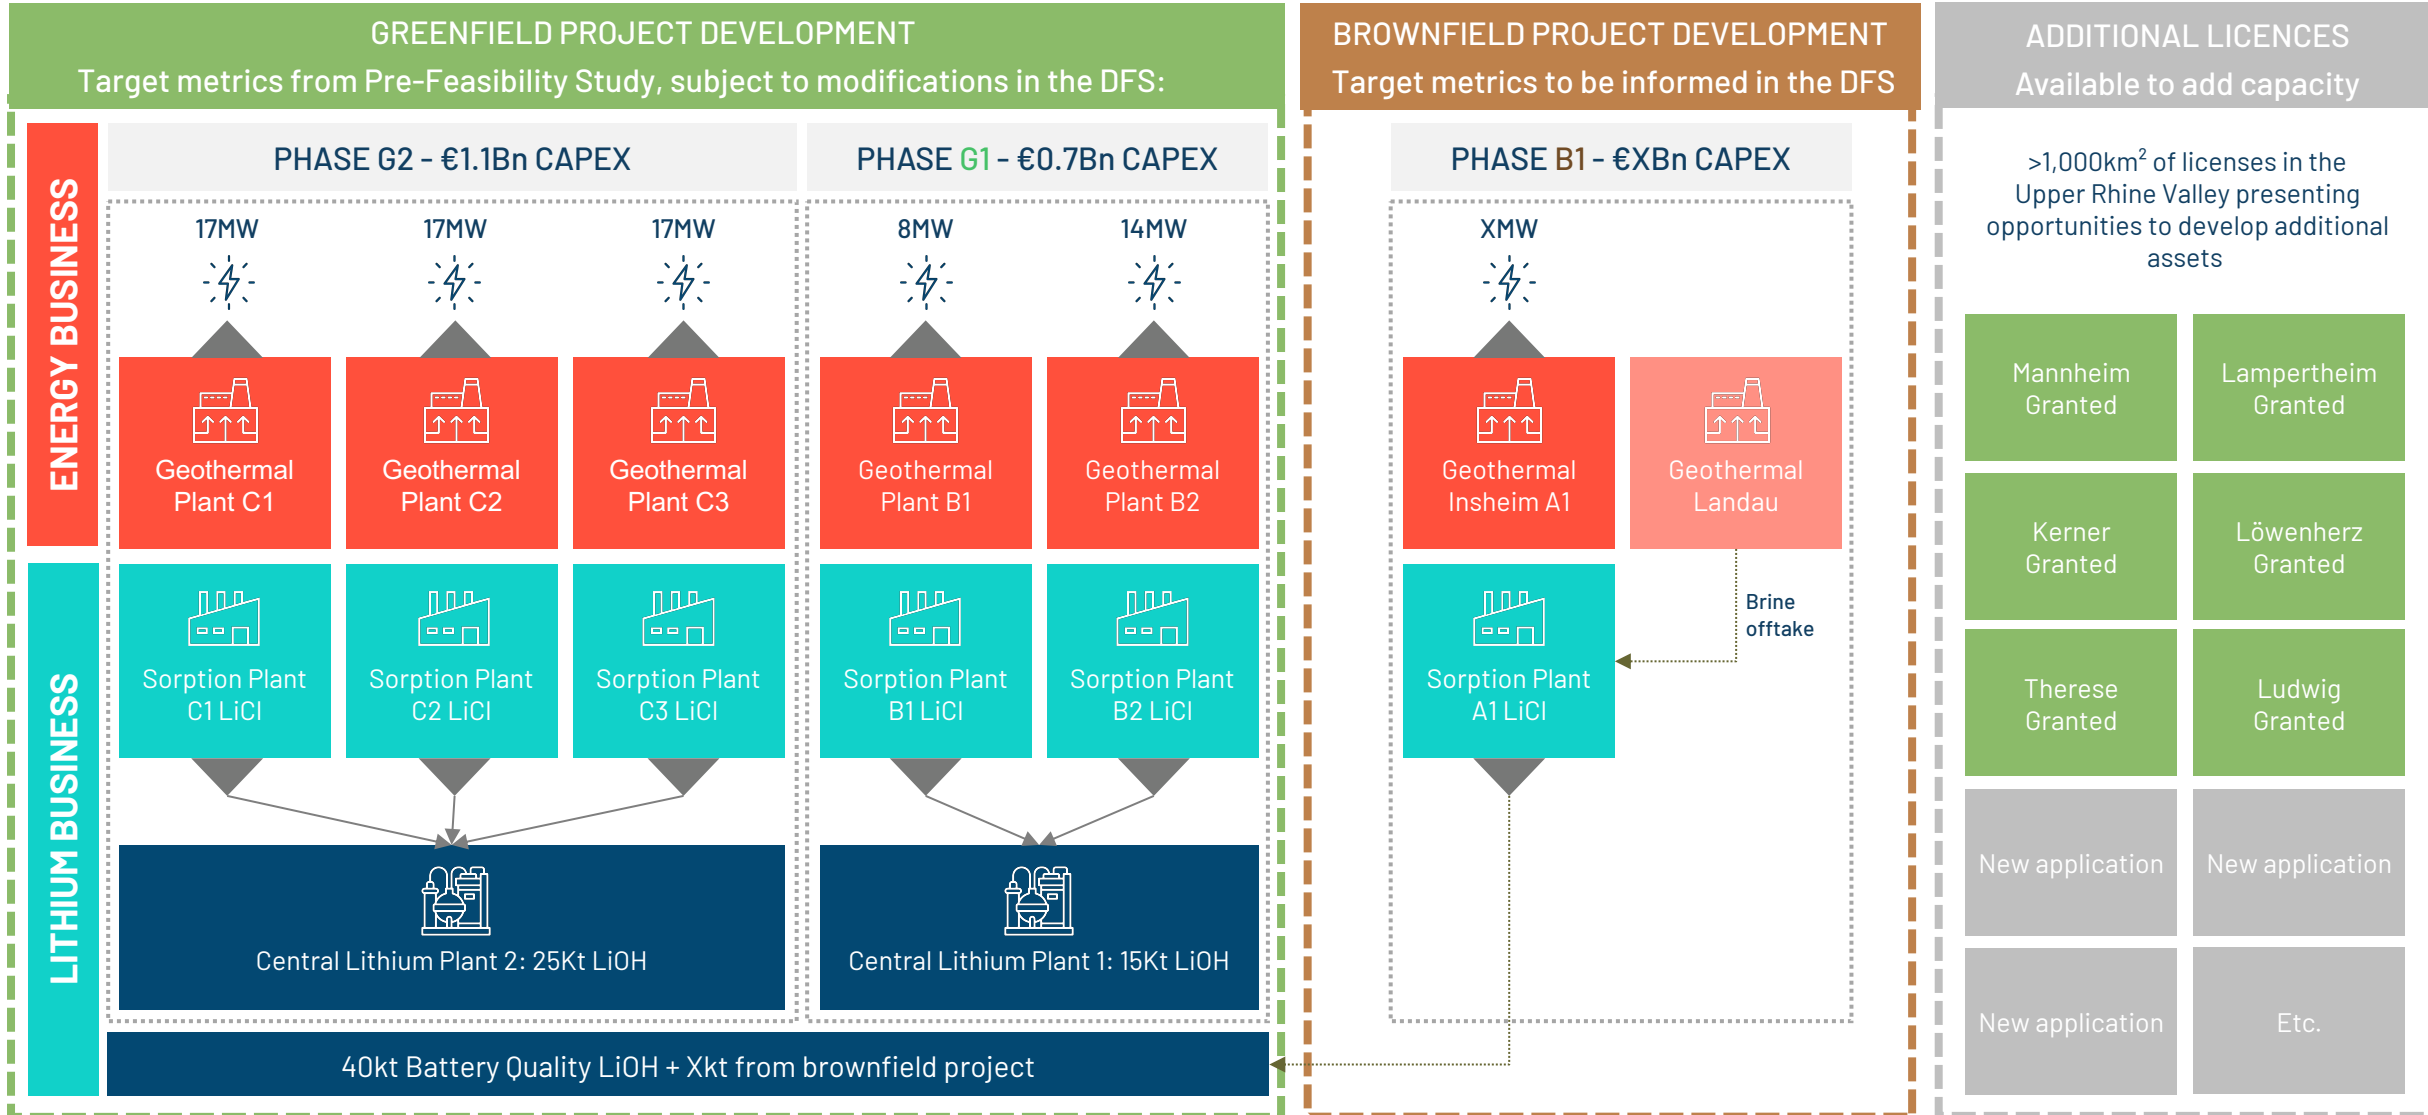 GREENFIELD PROJECT DEVELOPMENT
Target metrics from Pre-Feasibility Study, subject to modifications in the DFS:
BROWNFIELD PROJECT DEVELOPMENT
Target metrics to be informed in the DFS
ADDITIONAL LICENCES
Available to add capacity
ENERGY BUSINESS
LITHIUM BUSINESS
PHASE G2 - €1.1Bn CAPEX
17MW
17MW
17MW
Geothermal
Plant C1
Geothermal
Plant C2
Geothermal
Plant C3
Sorption Plant
C1 LiCl
Sorption Plant
C2 LiCl
Sorption Plant
C3 LiCl
Central Lithium Plant 2: 25Kt LiOH
PHASE G1 - €0.7Bn CAPEX
8MW
14MW
Geothermal
Plant B1
Geothermal
Plant B2
Sorption Plant
B1 LiCl
Sorption Plant
B2 LiCl
Central Lithium Plant 1: 15Kt LiOH
40kt Battery Quality LiOH + Xkt from brownfield project
PHASE B1 - €XBn CAPEX
XMW
Geothermal
Insheim A1
Geothermal
Landau
Brine
offtake
Sorption Plant
A1 LiCl
>1,000km² of licenses in the
Upper Rhine Valley presenting
opportunities to develop additional
assets
Mannheim
Granted
Lampertheim
Granted
Kerner
Granted
Löwenherz
Granted
Therese
Granted
Ludwig
Granted
New application
New application
New application
Etc.